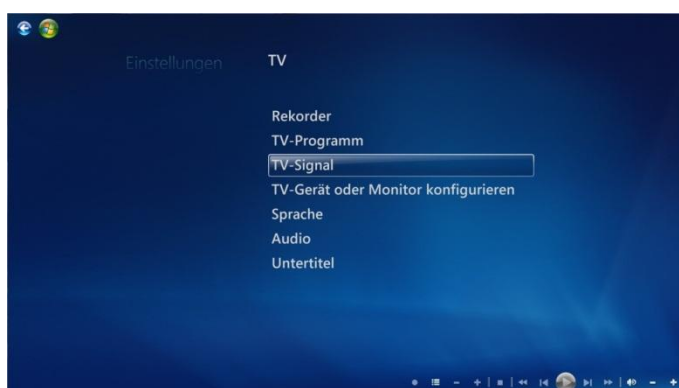 Einstellungen
TV
Rekorder
TV-Programm
TV-Signal
TV-Gerät oder Monitor konfigurieren
Sprache
Audio
Untertitel